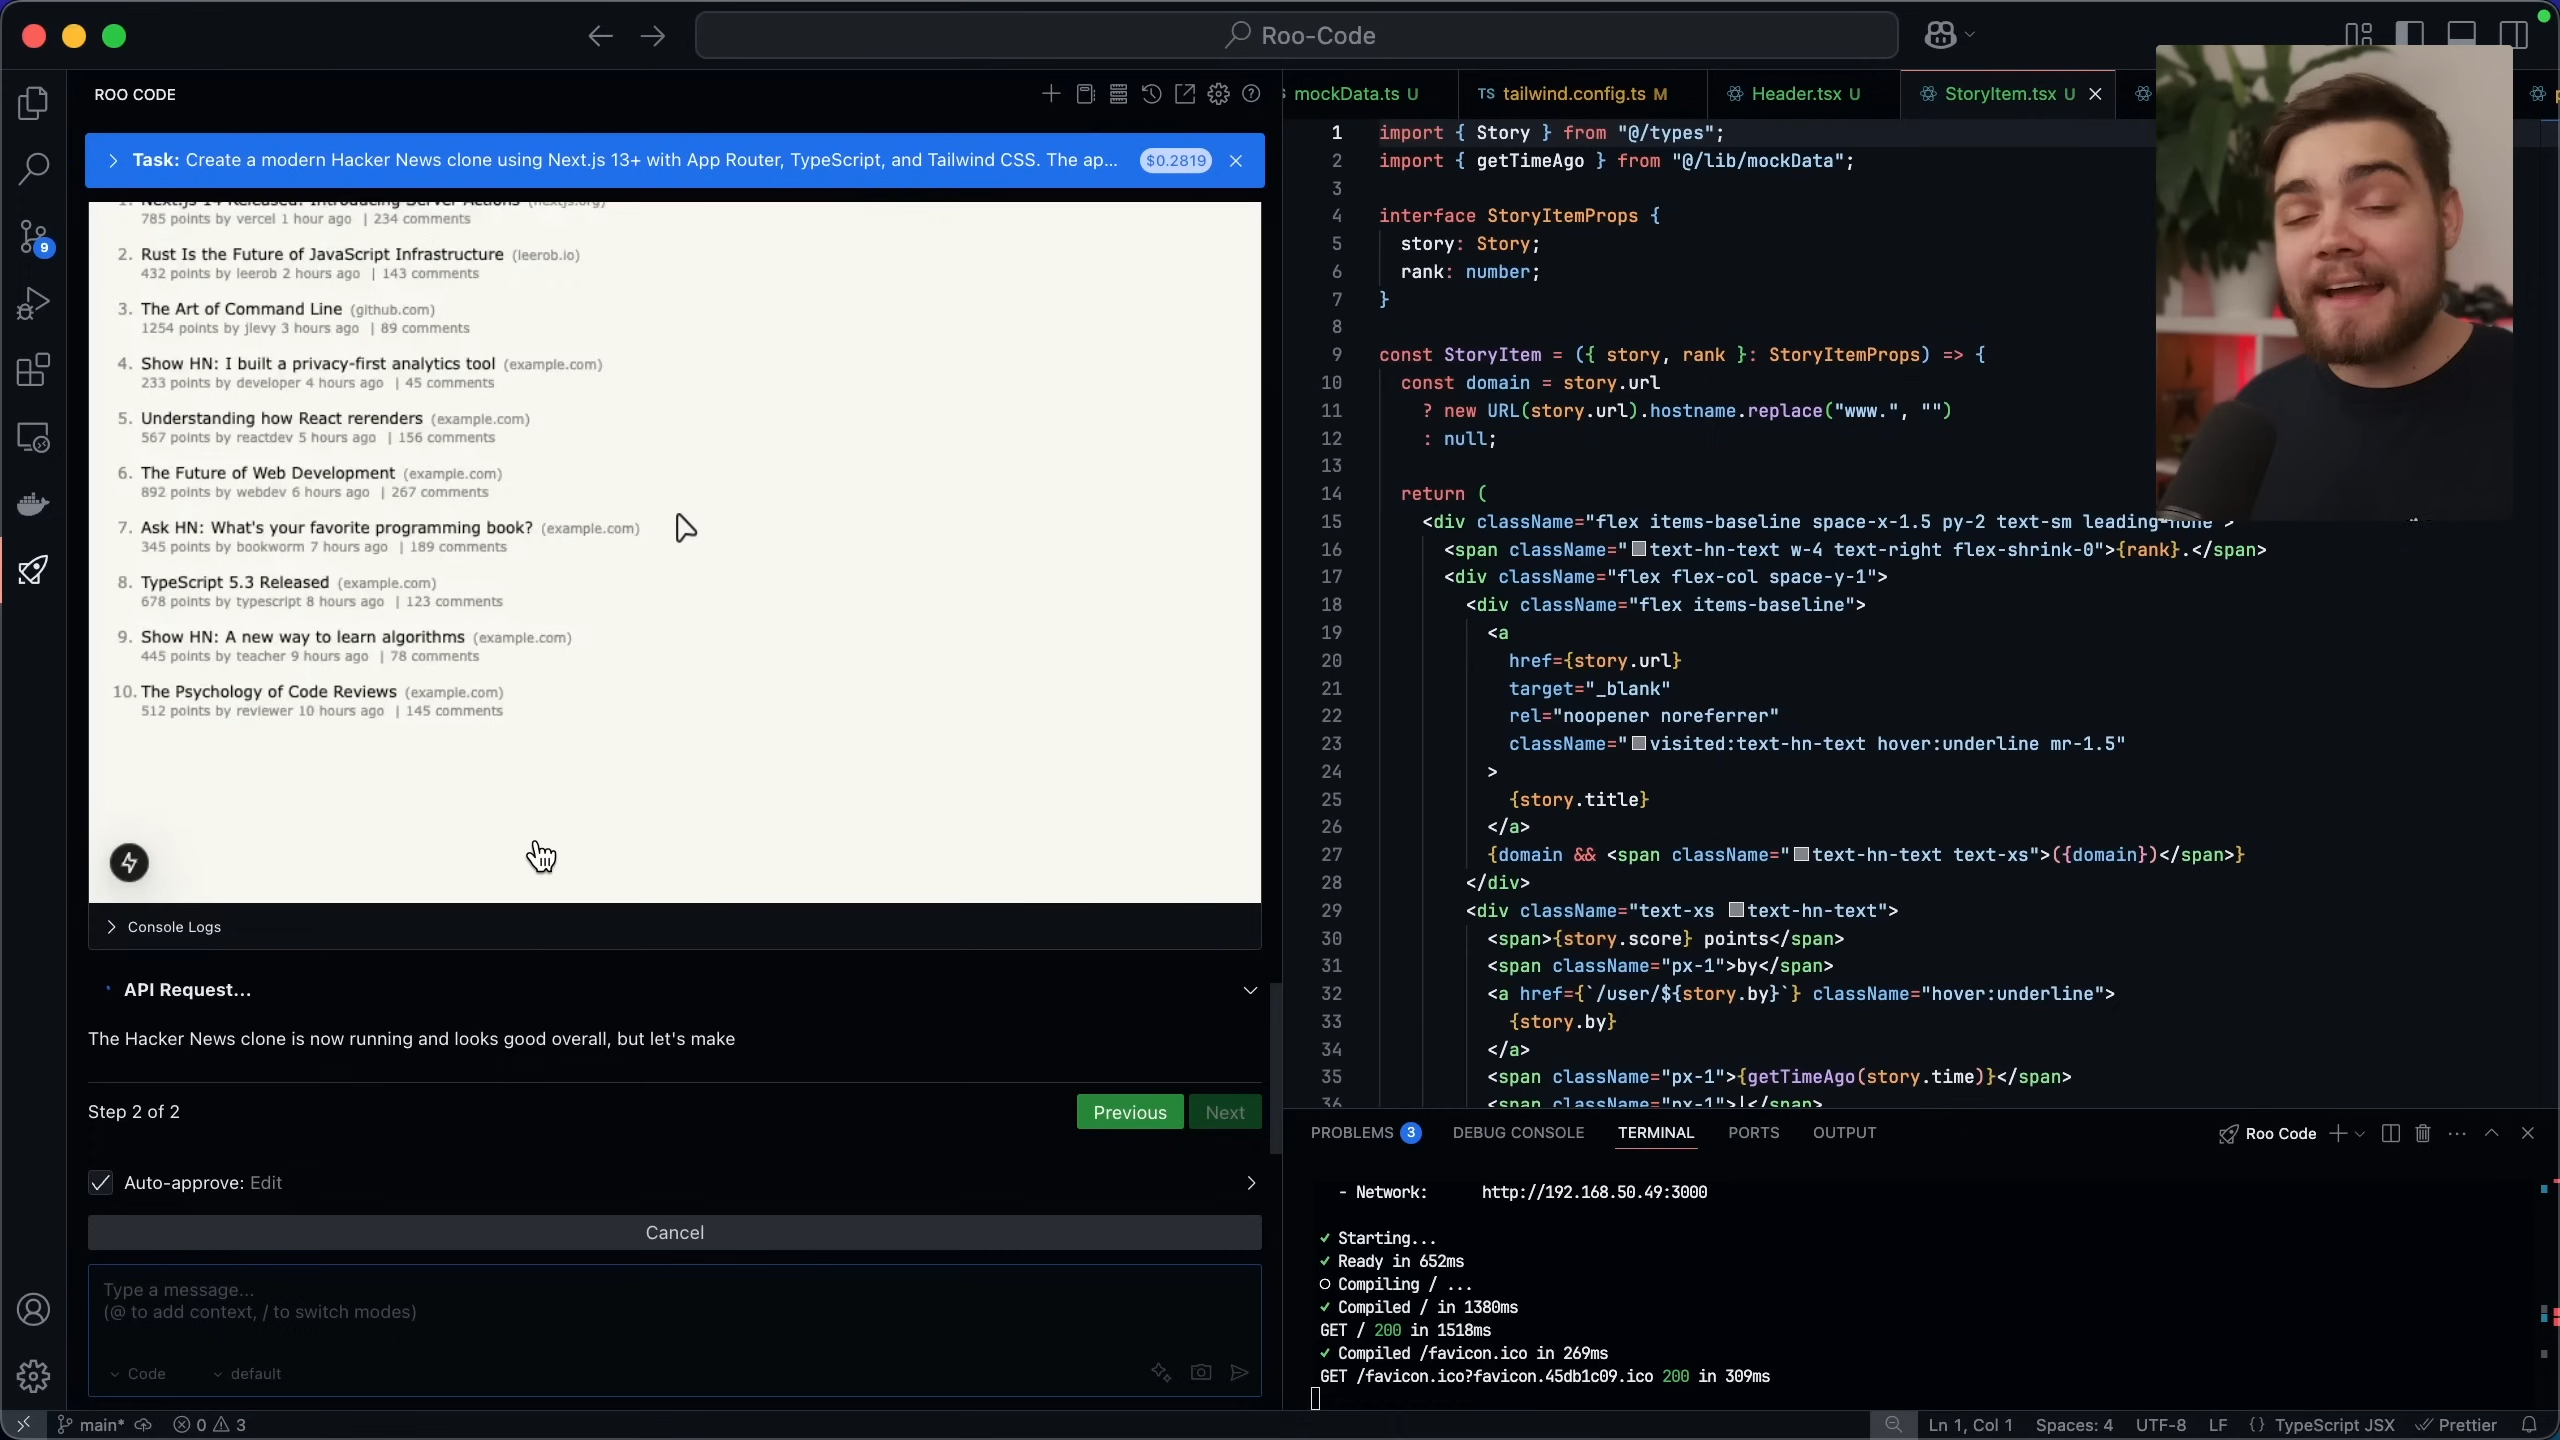 Roo-Code
ROO CODE
Task: Create a modern Hacker News clone using Next.js 13+ with App Router, TypeScript, and Tailwind CSS. The ap... $0.2819
1. Next.js 14 Released: Introducing Server Actions (nextjs.org)
785 points by vercel 1 hour ago | 234 comments
2. Rust Is the Future of JavaScript Infrastructure (leerob.io)
432 points by leerob 2 hours ago | 143 comments
3. The Art of Command Line (github.com)
1254 points by jlevy 3 hours ago | 89 comments
4. Show HN: I built a privacy-first analytics tool (example.com)
233 points by developer 4 hours ago | 45 comments
5. Understanding how React rerenders (example.com)
567 points by reactdev 5 hours ago | 156 comments
6. The Future of Web Development (example.com)
892 points by webdev 6 hours ago | 267 comments
7. Ask HN: What's your favorite programming book? (example.com)
345 points by bookworm 7 hours ago | 189 comments
8. TypeScript 5.3 Released (example.com)
678 points by typescript 8 hours ago | 123 comments
9. Show HN: A new way to learn algorithms (example.com)
445 points by teacher 9 hours ago | 78 comments
10. The Psychology of Code Reviews (example.com)
512 points by reviewer 10 hours ago | 145 comments
Console Logs
API Request...
The Hacker News clone is now running and looks good overall, but let's make
Step 2 of 2
Previous Next
Auto-approve: Edit
Cancel
Type a message...
(@ to add context, / to switch modes)
Code default
9
mockData.ts U TS tailwind.config.ts M Header.tsx U StoryItem.tsx U
1 import { Story } from "@/types";
2 import { getTimeAgo } from "@/lib/mockData";
3
4 interface StoryItemProps {
5 story: Story;
6 rank: number;
7 }
8
9 const StoryItem = ({ story, rank }: StoryItemProps) => {
10 const domain = story.url
11 ? new URL(story.url).hostname.replace("www.", "")
12 : null;
13
14 return (
15 <div className="flex items-baseline space-x-1.5 py-2 text-sm leading-none">
16 <span className="text-hn-text w-4 text-right flex-shrink-0">{rank}.</span>
17 <div className="flex flex-col space-y-1">
18 <div className="flex items-baseline">
19 <a
20 href={story.url}
21 target="_blank"
22 rel="noopener noreferrer"
23 className="visited:text-hn-text hover:underline mr-1.5"
24 >
25 {story.title}
26 </a>
27 {domain && <span className="text-hn-text text-xs">({domain})</span>}
28 </div>
29 <div className="text-xs text-hn-text">
30 <span>{story.score} points</span>
31 <span className="px-1">by</span>
32 <a href={`/user/${story.by}`} className="hover:underline">
33 {story.by}
34 </a>
35 <span className="px-1">{getTimeAgo(story.time)}</span>
36 <span className="px-1">|</span>
PROBLEMS 3 DEBUG CONSOLE TERMINAL PORTS OUTPUT Roo Code
- Network: http://192.168.50.49:3000
✓ Starting...
✓ Ready in 652ms
○ Compiling / ...
✓ Compiled / in 1380ms
GET / 200 in 1518ms
✓ Compiled /favicon.ico in 269ms
GET /favicon.ico?favicon.45db1c09.ico 200 in 309ms
main* 0 3 Ln 1, Col 1 Spaces: 4 UTF-8 LF {} TypeScript JSX Prettier